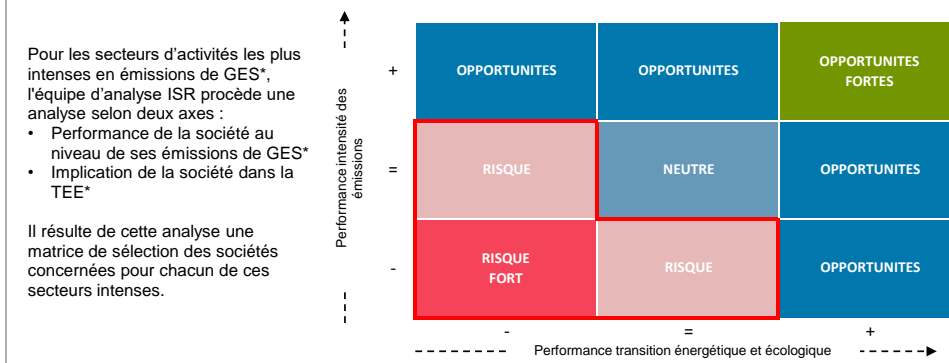 Pour les secteurs d'activités les plus
intenses en émissions de GES*,
l'équipe d'analyse ISR procède une
analyse selon deux axes :
• Performance de la société au
niveau de ses émissions de GES*
• Implication de la société dans la
TEE*
Il résulte de cette analyse une
matrice de sélection des sociétés
concernées pour chacun de ces
secteurs intenses.
Performance intensité des
émissions
+
OPPORTUNITES
OPPORTUNITES
OPPORTUNITES
FORTES
=
RISQUE
NEUTRE
OPPORTUNITES
-
RISQUE
FORT
RISQUE
OPPORTUNITES
- = +
Performance transition énergétique et écologique